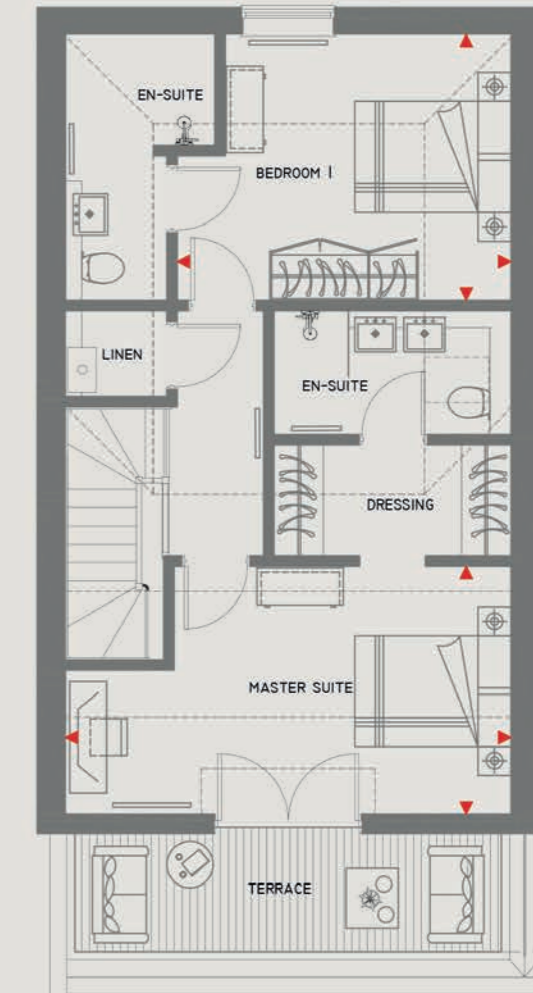 EN-SUITE
BEDROOM 1
LINEN
EN-SUITE
DRESSING
MASTER SUITE
TERRACE